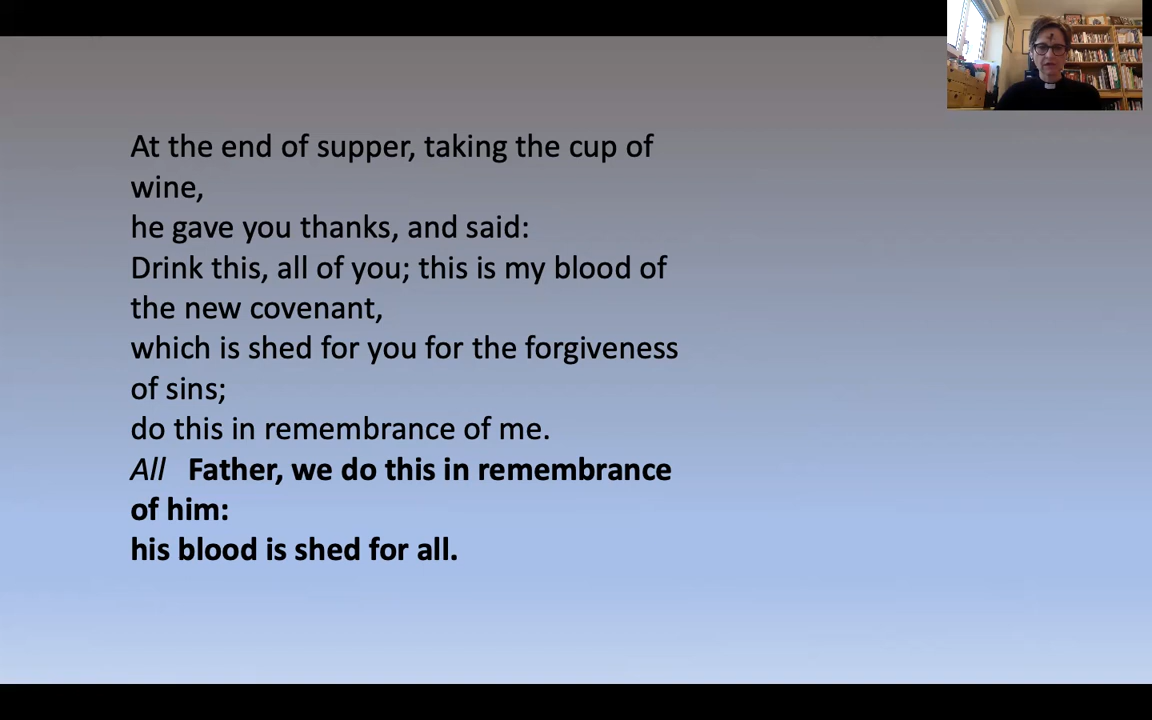 At the end of supper, taking the cup of
wine,
he gave you thanks, and said:
Drink this, all of you; this is my blood of
the new covenant,
which is shed for you for the forgiveness
of sins;
do this in remembrance of me.
All Father, we do this in remembrance
of him:
his blood is shed for all.